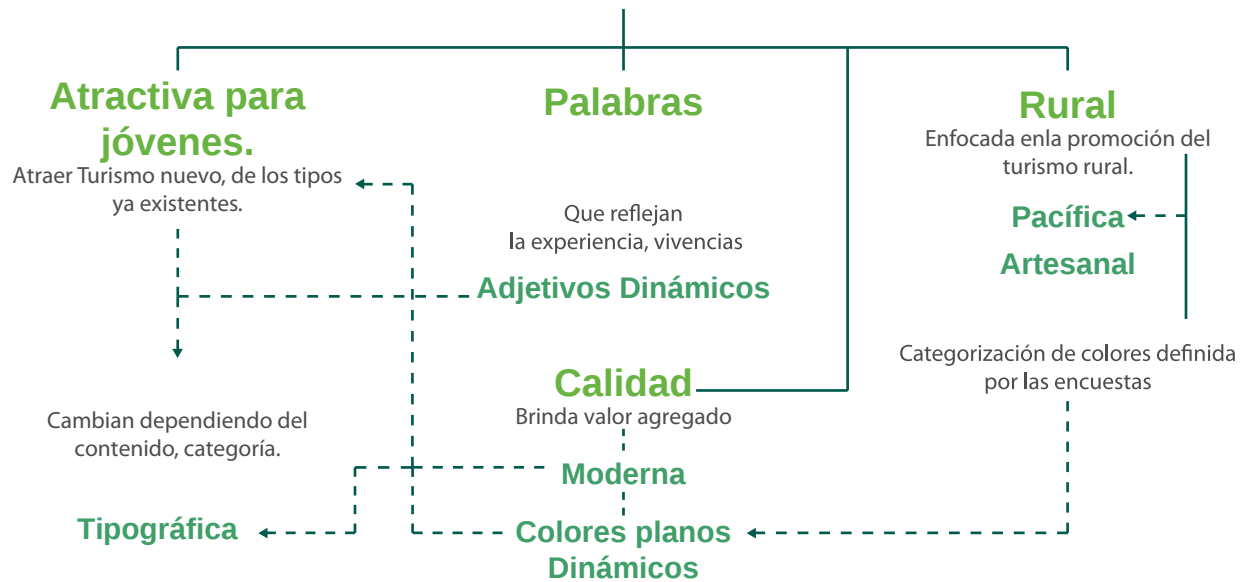 Atractiva para
jóvenes.
Atraer Turismo nuevo, de los tipos
ya existentes.
Cambian dependiendo del
contenido, categoría.
Tipográfica
Palabras
Que reflejan
la experiencia, vivencias
Adjetivos Dinámicos
Calidad
Brinda valor agregado
Moderna
Colores planos
Dinámicos
Rural
Enfocada enla promoción del
turismo rural.
Pacífica
Artesanal
Categorización de colores definida
por las encuestas